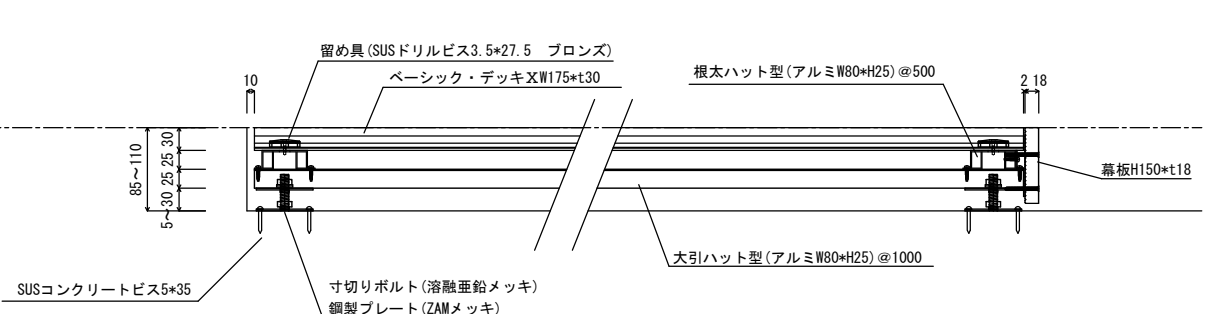 留め具(SUSドリルビス3.5*27.5 ブロンズ)
ベーシック・デッキⅩW175*t30
根太ハット型(アルミW80*H25)@500
10
2 18
30
25
25
5~30
85~110
幕板H150*t18
大引ハット型(アルミW80*H25)@1000
SUSコンクリートビス5*35
寸切りボルト(溶融亜鉛メッキ)
鋼製プレート(ZAMメッキ)